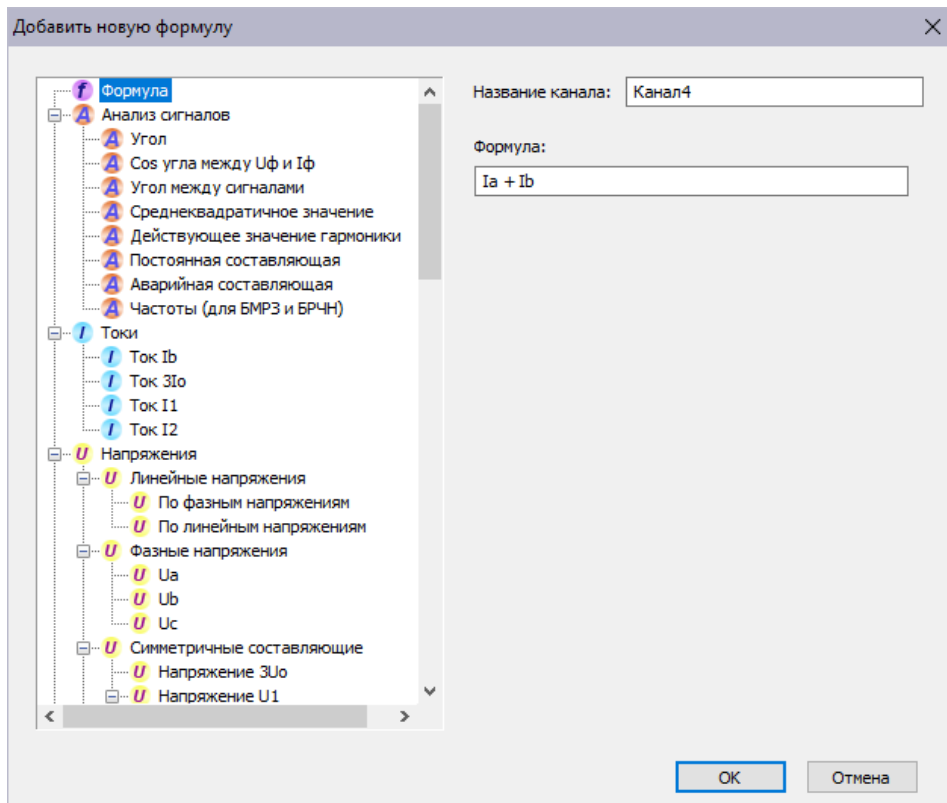 Добавить новую формулу
Формула
Анализ сигналов
Угол
Cos угла между Uф и Iф
Угол между сигналами
Среднеквадратичное значение
Действующее значение гармоники
Постоянная составляющая
Аварийная составляющая
Частоты (для БМРЗ и БРЧН)
Токи
Ток Ib
Ток 3Io
Ток I1
Ток I2
Напряжения
Линейные напряжения
По фазным напряжениям
По линейным напряжениям
Фазные напряжения
Ua
Ub
Uc
Симметричные составляющие
Напряжение 3Uo
Напряжение U1
Название канала: Канал4
Формула:
Ia + Ib
OK
Отмена